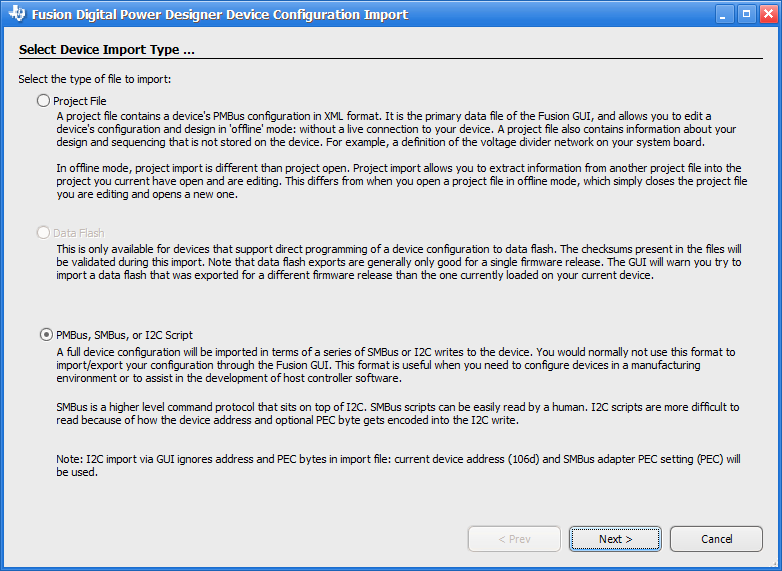 Fusion Digital Power Designer Device Configuration Import
Select Device Import Type ...
Select the type of file to import:
Project File
A project file contains a device's PMBus configuration in XML format. It is the primary data file of the Fusion GUI, and allows you to edit a
device's configuration and design in 'offline' mode: without a live connection to your device. A project file also contains information about your
design and sequencing that is not stored on the device. For example, a definition of the voltage divider network on your system board.
In offline mode, project import is different than project open. Project import allows you to extract information from another project file into the
project you current have open and are editing. This differs from when you open a project file in offline mode, which simply closes the project file
you are editing and opens a new one.
Data Flash
This is only available for devices that support direct programming of a device configuration to data flash. The checksums present in the files will
be validated during this import. Note that data flash exports are generally only good for a single firmware release. The GUI will warn you try to
import a data flash that was exported for a different firmware release than the one currently loaded on your current device.
PMBus, SMBus, or I2C Script
A full device configuration will be imported in terms of a series of SMBus or I2C writes to the device. You would normally not use this format to
import/export your configuration through the Fusion GUI. This format is useful when you need to configure devices in a manufacturing
environment or to assist in the development of host controller software.
SMBus is a higher level command protocol that sits on top of I2C. SMBus scripts can be easily read by a human. I2C scripts are more difficult to
read because of how the device address and optional PEC byte gets encoded into the I2C write.
Note: I2C import via GUI ignores address and PEC bytes in import file: current device address (106d) and SMBus adapter PEC setting (PEC) will
be used.
< Prev
Next >
Cancel